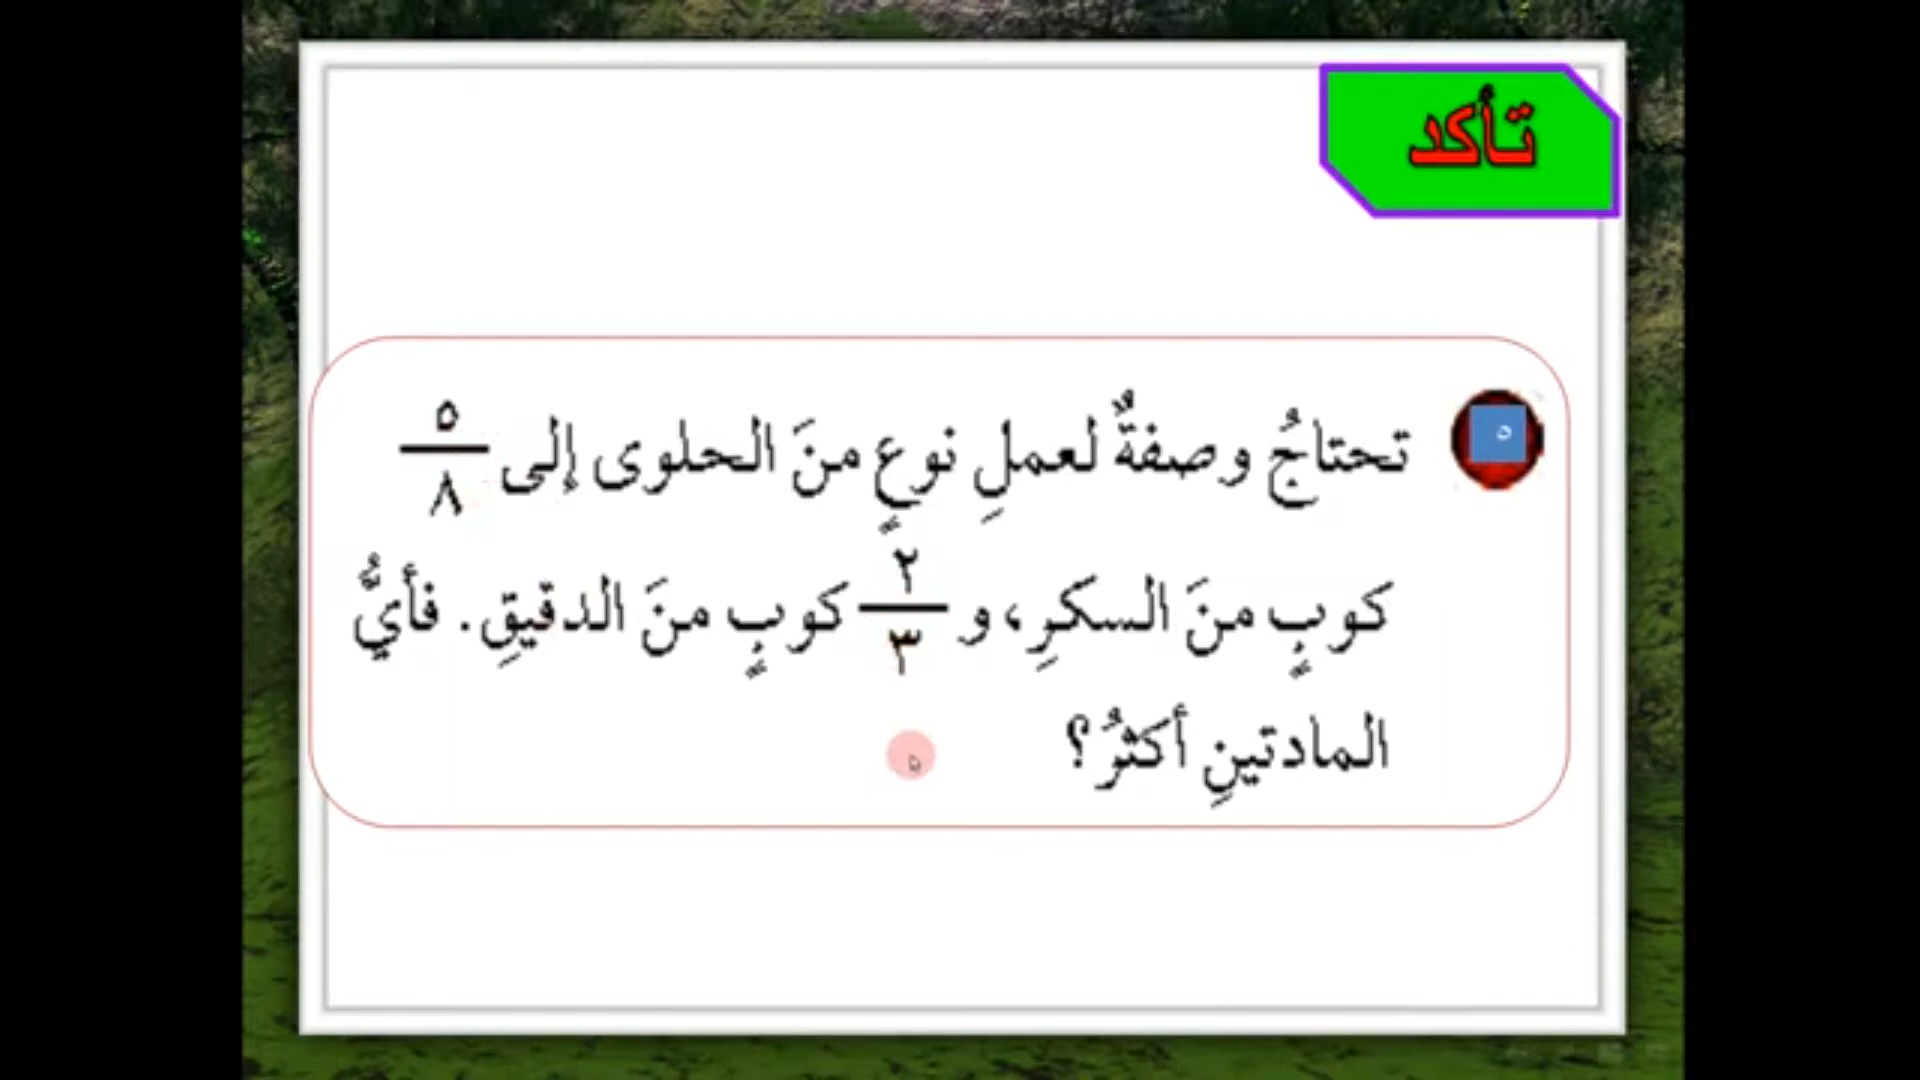 تأكد
٥ تحتاجُ وصفةٌ لعملِ نوعٍ منَ الحلوى إلى ٥/٨
كوبٍ منَ السكرِ، و ٢/٣ كوبٍ منَ الدقيقِ. فأيُّ
المادتينِ أكثرُ؟